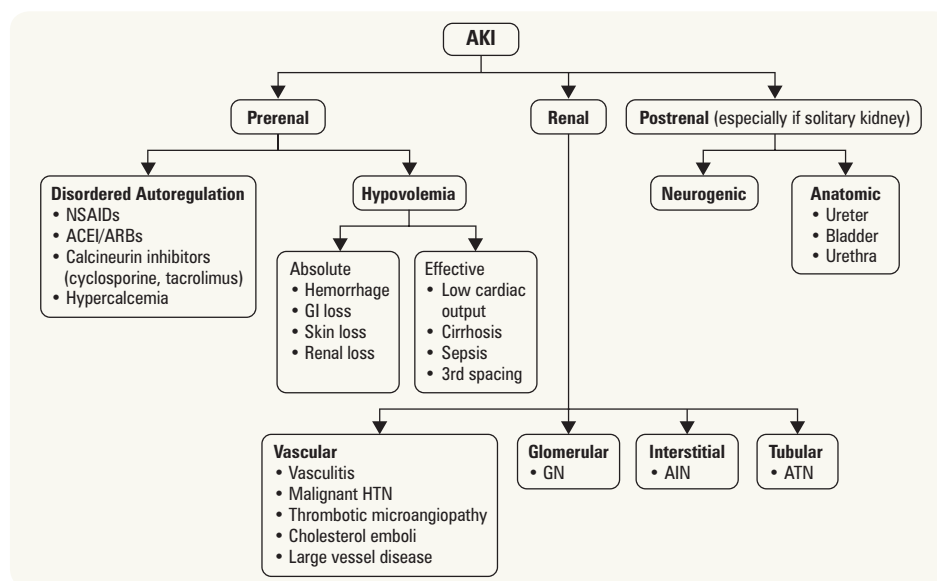 AKI
Prerenal
Renal
Postrenal (especially if solitary kidney)
Disordered Autoregulation
• NSAIDs
• ACEI/ARBs
• Calcineurin inhibitors
(cyclosporine, tacrolimus)
• Hypercalcemia
Hypovolemia
Neurogenic
Anatomic
• Ureter
• Bladder
• Urethra
Absolute
• Hemorrhage
• GI loss
• Skin loss
• Renal loss
Effective
• Low cardiac
output
• Cirrhosis
• Sepsis
• 3rd spacing
Vascular
• Vasculitis
• Malignant HTN
• Thrombotic microangiopathy
• Cholesterol emboli
• Large vessel disease
Glomerular
• GN
Interstitial
• AIN
Tubular
• ATN